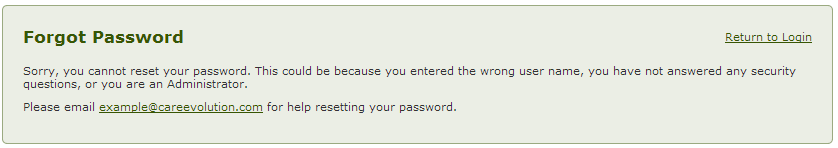 Forgot Password
Return to Login
Sorry, you cannot reset your password. This could be because you entered the wrong user name, you have not answered any security
questions, or you are an Administrator.
Please email example@careevolution.com for help resetting your password.